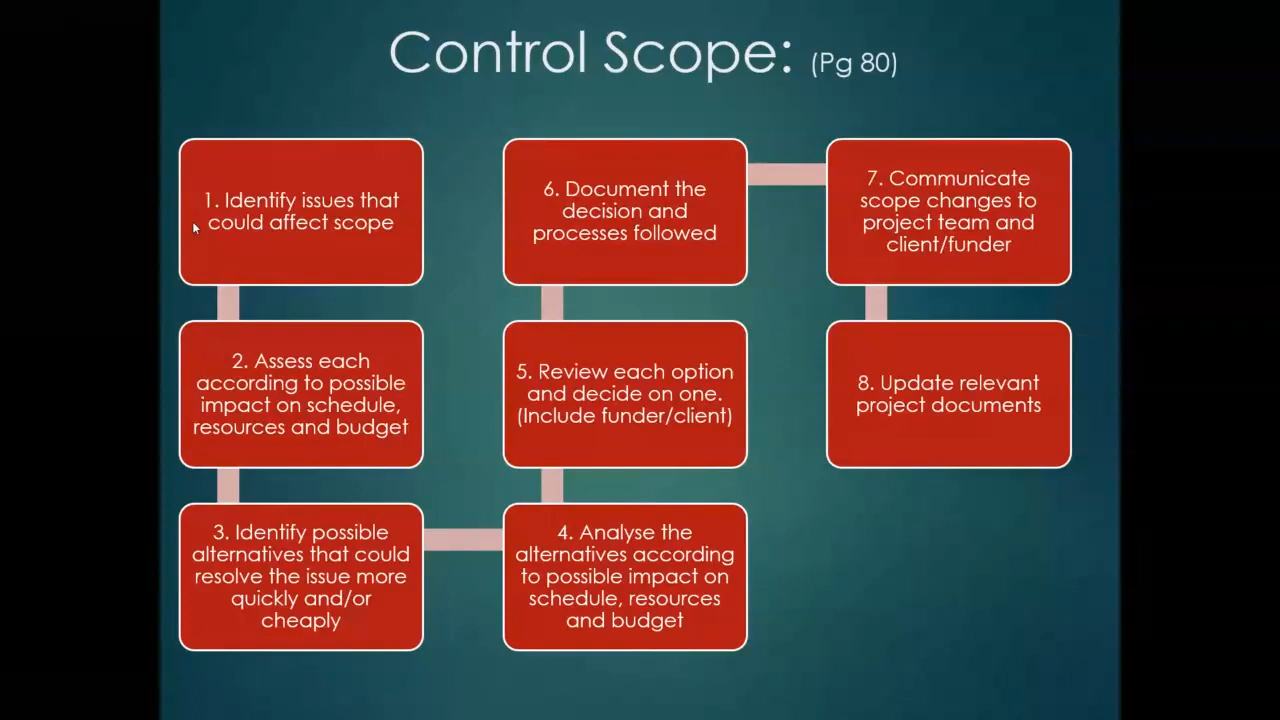 Control Scope: (Pg 80)
1. Identify issues that
could affect scope
2. Assess each
according to possible
impact on schedule,
resources and budget
3. Identify possible
alternatives that could
resolve the issue more
quickly and/or
cheaply
4. Analyse the
alternatives according
to possible impact on
schedule, resources
and budget
5. Review each option
and decide on one.
(Include funder/client)
6. Document the
decision and
processes followed
7. Communicate
scope changes to
project team and
client/funder
8. Update relevant
project documents